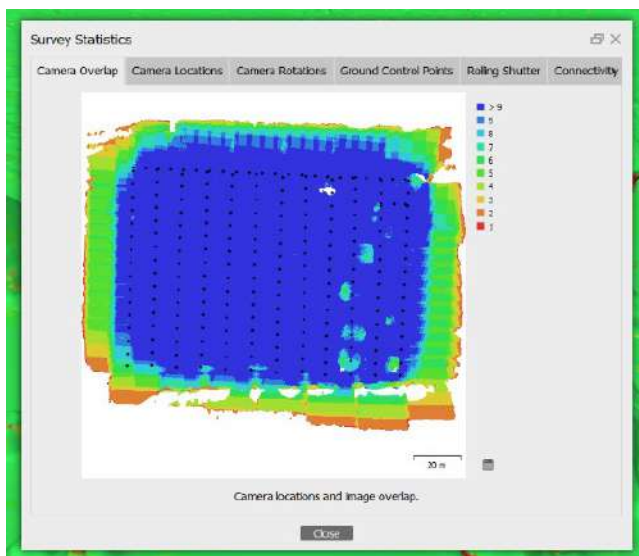 Survey Statistics
Camera Overlap Camera Locations Camera Rotations Ground Control Points Rolling Shutter Connectivity
> 9
9
8
7
6
5
4
3
2
1
20 m
Camera locations and image overlap.
Close